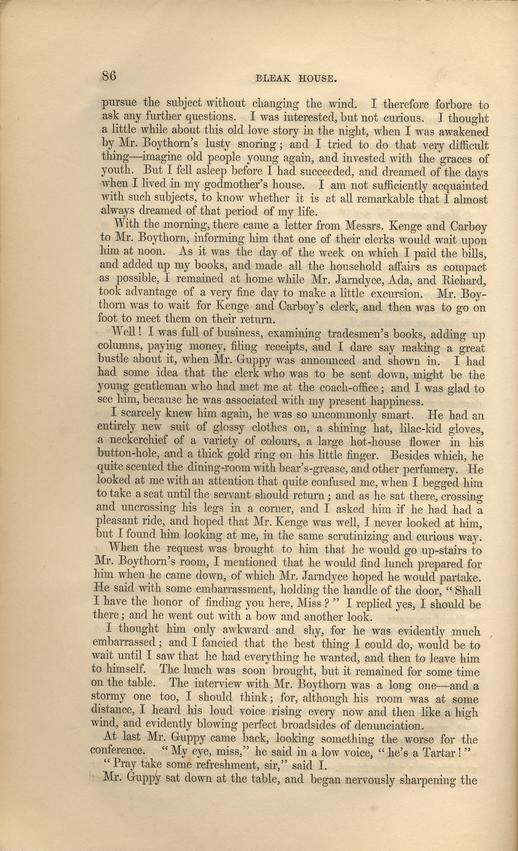 86
BLEAK HOUSE.
pursue the subject without changing the wind. I therefore forbore to
ask any further questions. I was interested, but not curious. I thought
a little while about this old love story in the night, when I was awakened
by Mr. Boythorn's lusty snoring; and I tried to do that very difficult
thing—imagine old people young again, and invested with the graces of
youth. But I fell asleep before I had succeeded, and dreamed of the days
when I lived in my godmother's house. I am not sufficiently acquainted
with such subjects, to know whether it is at all remarkable that I almost
always dreamed of that period of my life.
With the morning, there came a letter from Messrs. Kenge and Carboy
to Mr. Boythorn, informing him that one of their clerks would wait upon
him at noon. As it was the day of the week on which I paid the bills,
and added up my books, and made all the household affairs as compact
as possible, I remained at home while Mr. Jarndyce, Ada, and Richard,
took advantage of a very fine day to make a little excursion. Mr. Boy-
thorn was to wait for Kenge and Carboy's clerk, and then was to go on
foot to meet them on their return.
Well! I was full of business, examining tradesmen's books, adding up
columns, paying money, filing receipts, and I dare say making a great
bustle about it, when Mr. Guppy was announced and shown in. I had
had some idea that the clerk who was to be sent down, might be the
young gentleman who had met me at the coach-office; and I was glad to
see him, because he was associated with my present happiness.
I scarcely knew him again, he was so uncommonly smart. He had an
entirely new suit of glossy clothes on, a shining hat, lilac-kid gloves,
a neckerchief of a variety of colours, a large hot-house flower in his
button-hole, and a thick gold ring on his little finger. Besides which, he
quite scented the dining-room with bear's-grease, and other perfumery. He
looked at me with an attention that quite confused me, when I begged him
to take a seat until the servant should return; and as he sat there, crossing
and uncrossing his legs in a corner, and I asked him if he had had a
pleasant ride, and hoped that Mr. Kenge was well, I never looked at him,
but I found him looking at me, in the same scrutinizing and curious way.
When the request was brought to him that he would go up-stairs to
Mr. Boythorn's room, I mentioned that he would find lunch prepared for
him when he came down, of which Mr. Jarndyce hoped he would partake.
He said with some embarrassment, holding the handle of the door, "Shall
I have the honor of finding you here, Miss?" I replied yes, I should be
there; and he went out with a bow and another look.
I thought him only awkward and shy, for he was evidently much
embarrassed; and I fancied that the best thing I could do, would be to
wait until I saw that he had everything he wanted, and then to leave him
to himself. The lunch was soon brought, but it remained for some time
on the table. The interview with Mr. Boythorn was a long one—and a
stormy one too, I should think; for, although his room was at some
distance, I heard his loud voice rising every now and then like a high
wind, and evidently blowing perfect broadsides of denunciation.
At last Mr. Guppy came back, looking something the worse for the
conference. "My eye, miss," he said in a low voice, "he's a Tartar!"
"Pray take some refreshment, sir," said I.
Mr. Guppy sat down at the table, and began nervously sharpening the